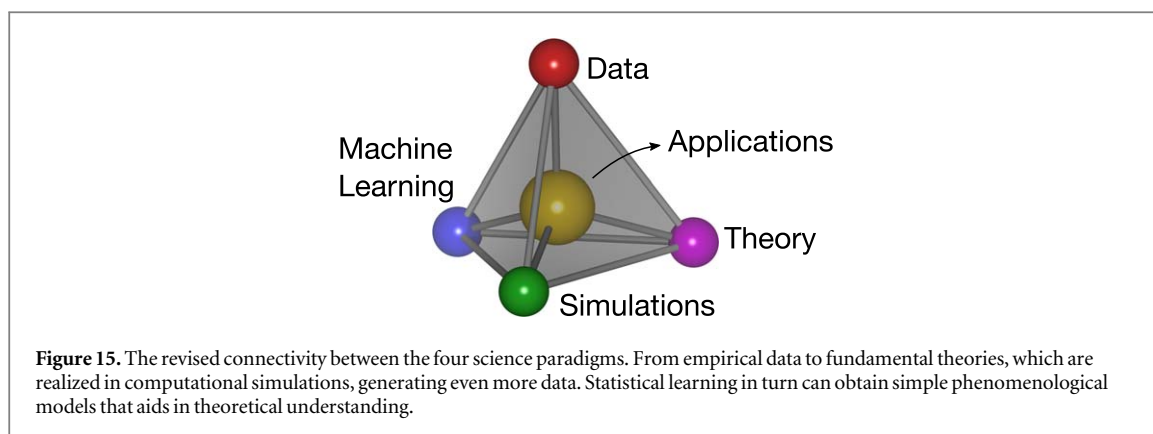 Data
Applications
Machine
Learning
Theory
Simulations
Figure 15. The revised connectivity between the four science paradigms. From empirical data to fundamental theories, which are
realized in computational simulations, generating even more data. Statistical learning in turn can obtain simple phenomenological
models that aids in theoretical understanding.